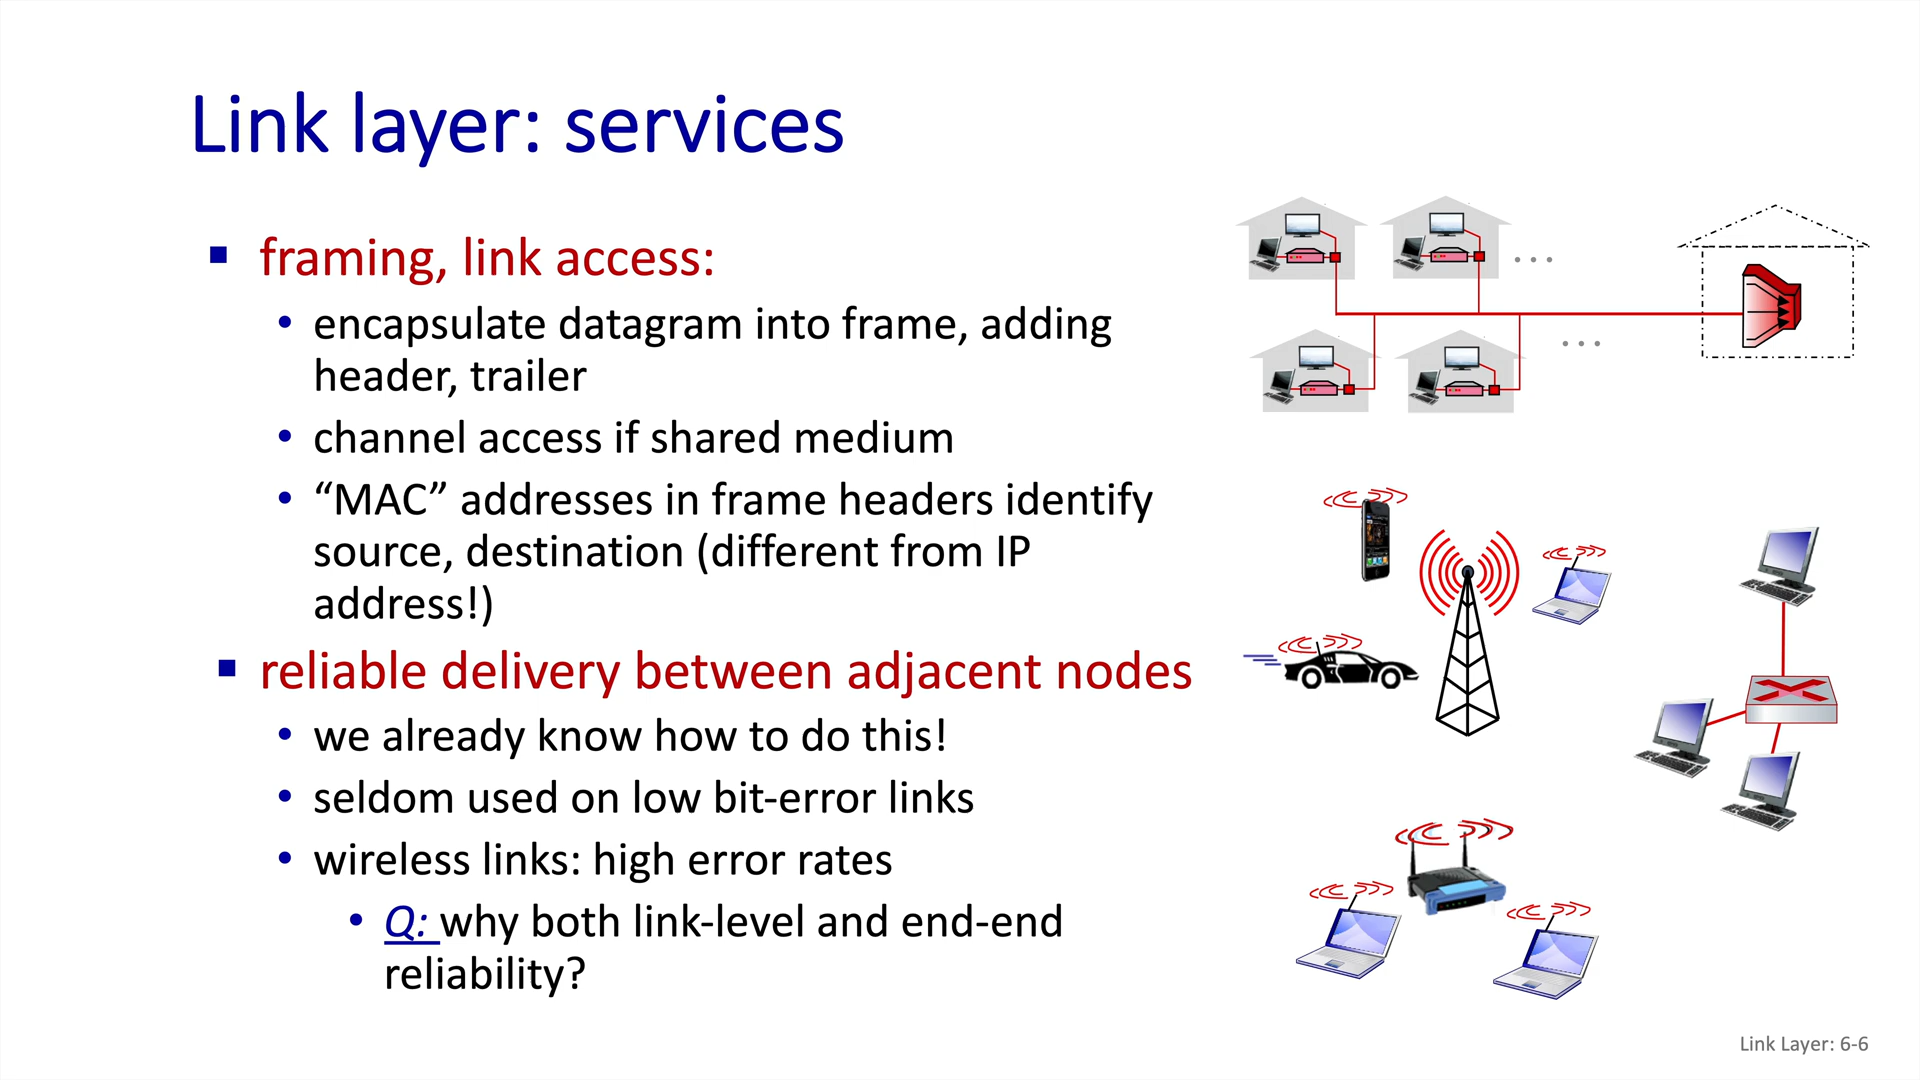 Link layer: services
▪ framing, link access:
• encapsulate datagram into frame, adding
header, trailer
• channel access if shared medium
• “MAC” addresses in frame headers identify
source, destination (different from IP
address!)
▪ reliable delivery between adjacent nodes
• we already know how to do this!
• seldom used on low bit-error links
• wireless links: high error rates
• Q: why both link-level and end-end
reliability?
Link Layer: 6-6